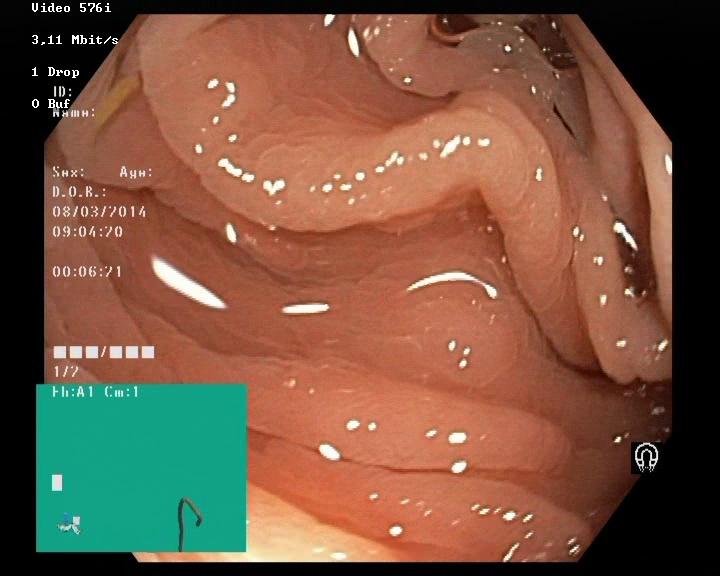 Video 576i
3,11 Mbit/s
1 Drop
ID:
0 Buf
Name:
Sex: Age:
D.O.B.:
08/03/2014
09:04:20
00:06:21
/
1/2
Eh:A1 Cm:1